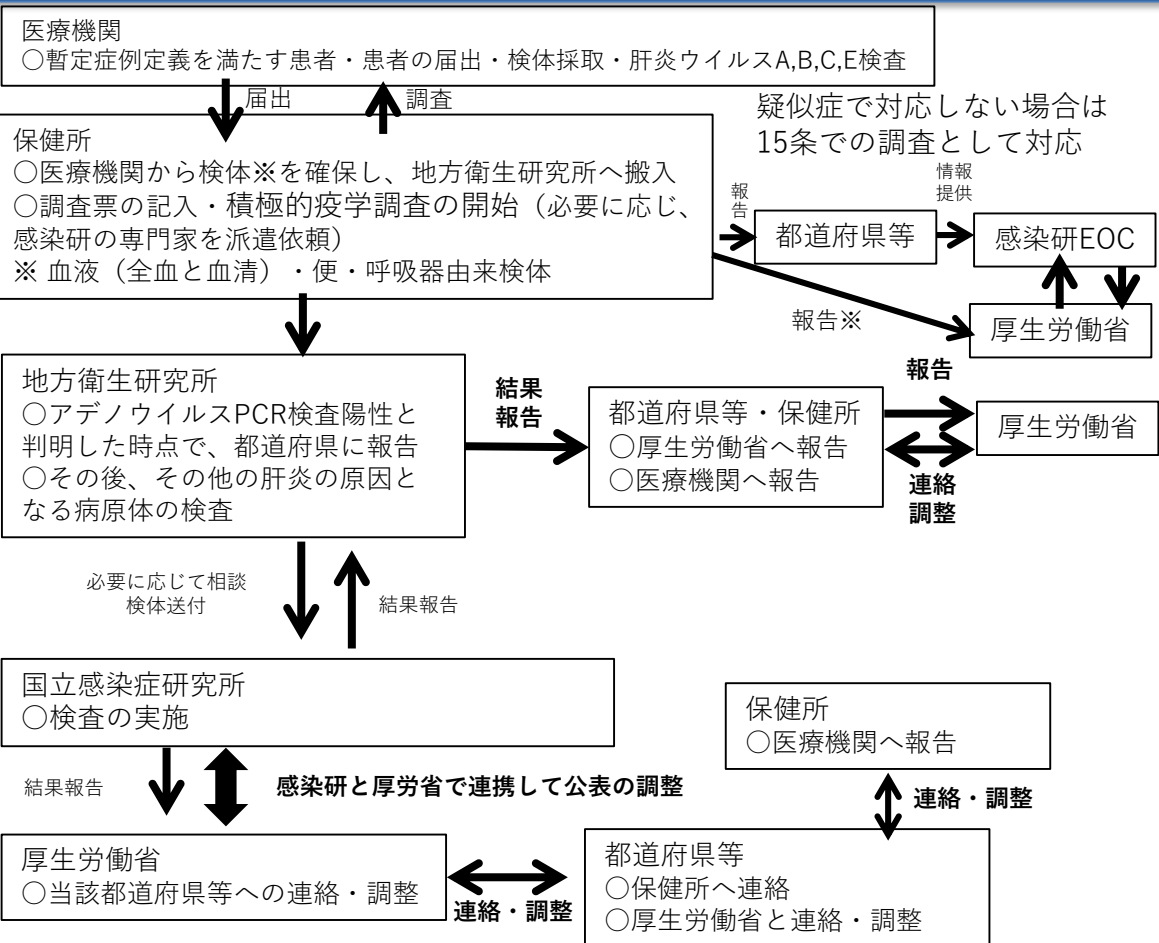 医療機関
○暫定症例定義を満たす患者・患者の届出・検体採取・肝炎ウイルスA,B,C,E検査
届出
調査
疑似症で対応しない場合は
15条での調査として対応
保健所
○医療機関から検体※を確保し、地方衛生研究所へ搬入
○調査票の記入・積極的疫学調査の開始（必要に応じ、
感染研の専門家を派遣依頼）
※ 血液（全血と血清）・便・呼吸器由来検体
報
告
都道府県等
情報
提供
感染研EOC
報告※
厚生労働省
地方衛生研究所
○アデノウイルスPCR検査陽性と
判明した時点で、都道府県に報告
○その後、その他の肝炎の原因と
なる病原体の検査
結果
報告
都道府県等・保健所
○厚生労働省へ報告
○医療機関へ報告
報告
連絡
調整
厚生労働省
必要に応じて相談
検体送付
結果報告
国立感染症研究所
○検査の実施
結果報告
感染研と厚労省で連携して公表の調整
保健所
○医療機関へ報告
連絡・調整
厚生労働省
○当該都道府県等への連絡・調整
連絡・調整
都道府県等
○保健所へ連絡
○厚生労働省と連絡・調整